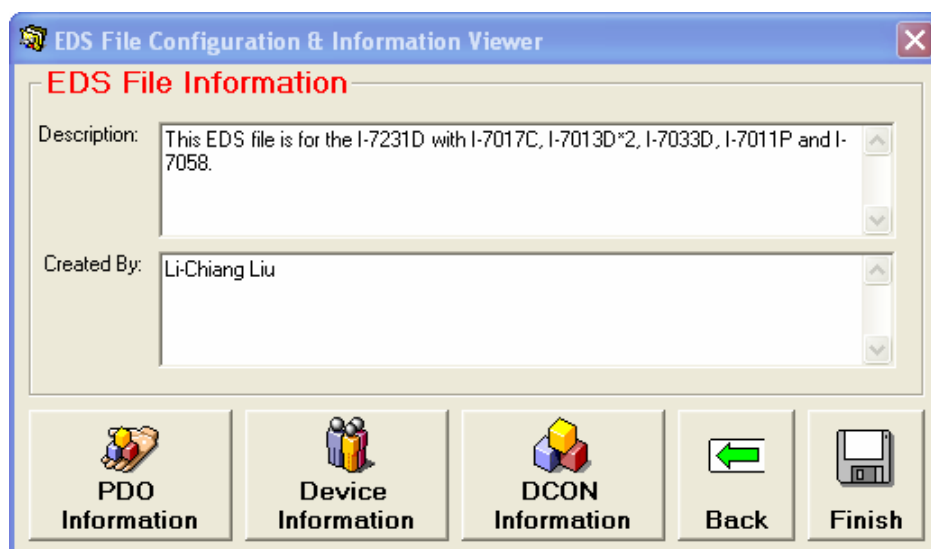 EDS File Configuration & Information Viewer
EDS File Information
Description:
This EDS file is for the I-7231D with I-7017C, I-7013D*2, I-7033D, I-7011P and I-
7058.
Created By:
Li-Chiang Liu
PDO
Information
Device
Information
DCON
Information
Back
Finish